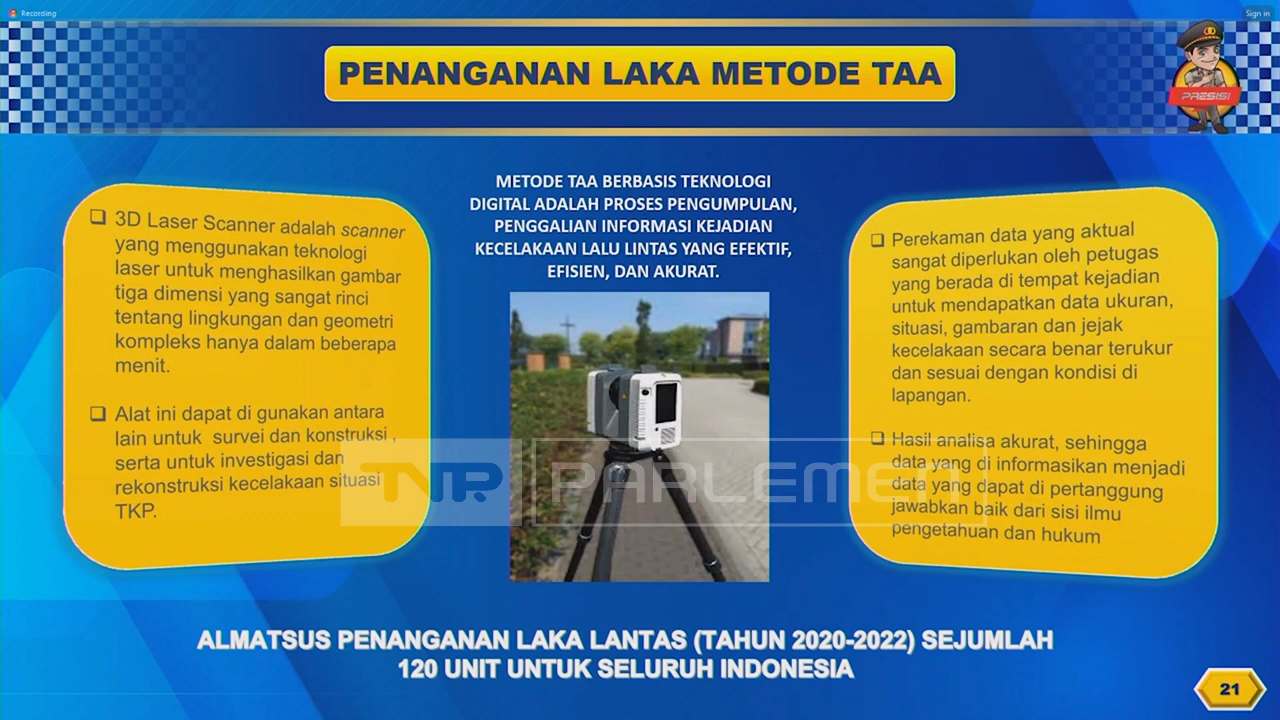 Recording
Sign in
PENANGANAN LAKA METODE TAA
PRESISI
METODE TAA BERBASIS TEKNOLOGI
DIGITAL ADALAH PROSES PENGUMPULAN,
PENGGALIAN INFORMASI KEJADIAN
KECELAKAAN LALU LINTAS YANG EFEKTIF,
EFISIEN, DAN AKURAT.
3D Laser Scanner adalah scanner
yang menggunakan teknologi
laser untuk menghasilkan gambar
tiga dimensi yang sangat rinci
tentang lingkungan dan geometri
kompleks hanya dalam beberapa
menit.
Alat ini dapat di gunakan antara
lain untuk survei dan konstruksi ,
serta untuk investigasi dan
rekonstruksi kecelakaan situasi
TKP.
Perekaman data yang aktual
sangat diperlukan oleh petugas
yang berada di tempat kejadian
untuk mendapatkan data ukuran,
situasi, gambaran dan jejak
kecelakaan secara benar terukur
dan sesuai dengan kondisi di
lapangan.
Hasil analisa akurat, sehingga
data yang di informasikan menjadi
data yang dapat di pertanggung
jawabkan baik dari sisi ilmu
pengetahuan dan hukum
TVR PARLEMEN
ALMATSUS PENANGANAN LAKA LANTAS (TAHUN 2020-2022) SEJUMLAH
120 UNIT UNTUK SELURUH INDONESIA
21